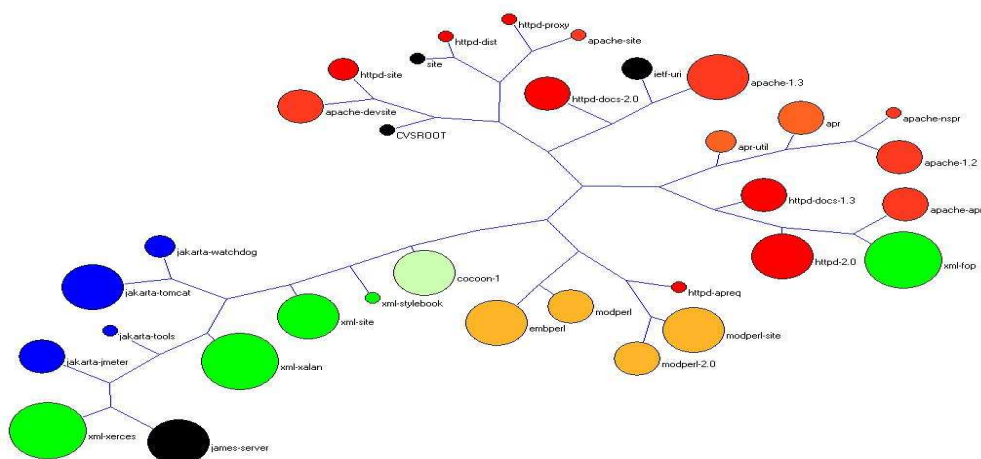 httpd-proxy
apache-site
httpd-dist
site
httpd-site
apache-devsite
CVSROOT
ietf-uri
apache-1.3
httpd-docs-2.0
apr
apache-nspr
apr-util
apache-1.2
httpd-docs-1.3
apache-apr
httpd-2.0
xml-fop
jakarta-watchdog
jakarta-tomcat
cocoon-1
xml-stylebook
xml-site
httpd-apreq
modperl
embperl
modperl-site
modperl-2.0
jakarta-tools
jakarta-jmeter
xml-xalan
xml-xerces
james-server